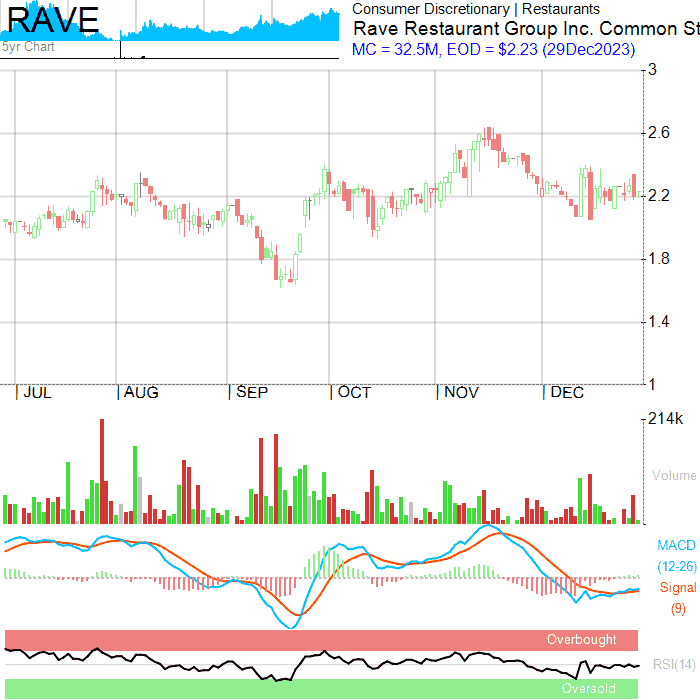 RAVE
5yr Chart
Consumer Discretionary | Restaurants
Rave Restaurant Group Inc. Common St
MC = 32.5M, EOD = $2.23 (29Dec2023)
3
2.6
2.2
1.8
1.4
1
JUL
AUG
SEP
OCT
NOV
DEC
214k
Volume
MACD
(12-26)
Signal
(9)
Overbought
RSI(14)
Oversold